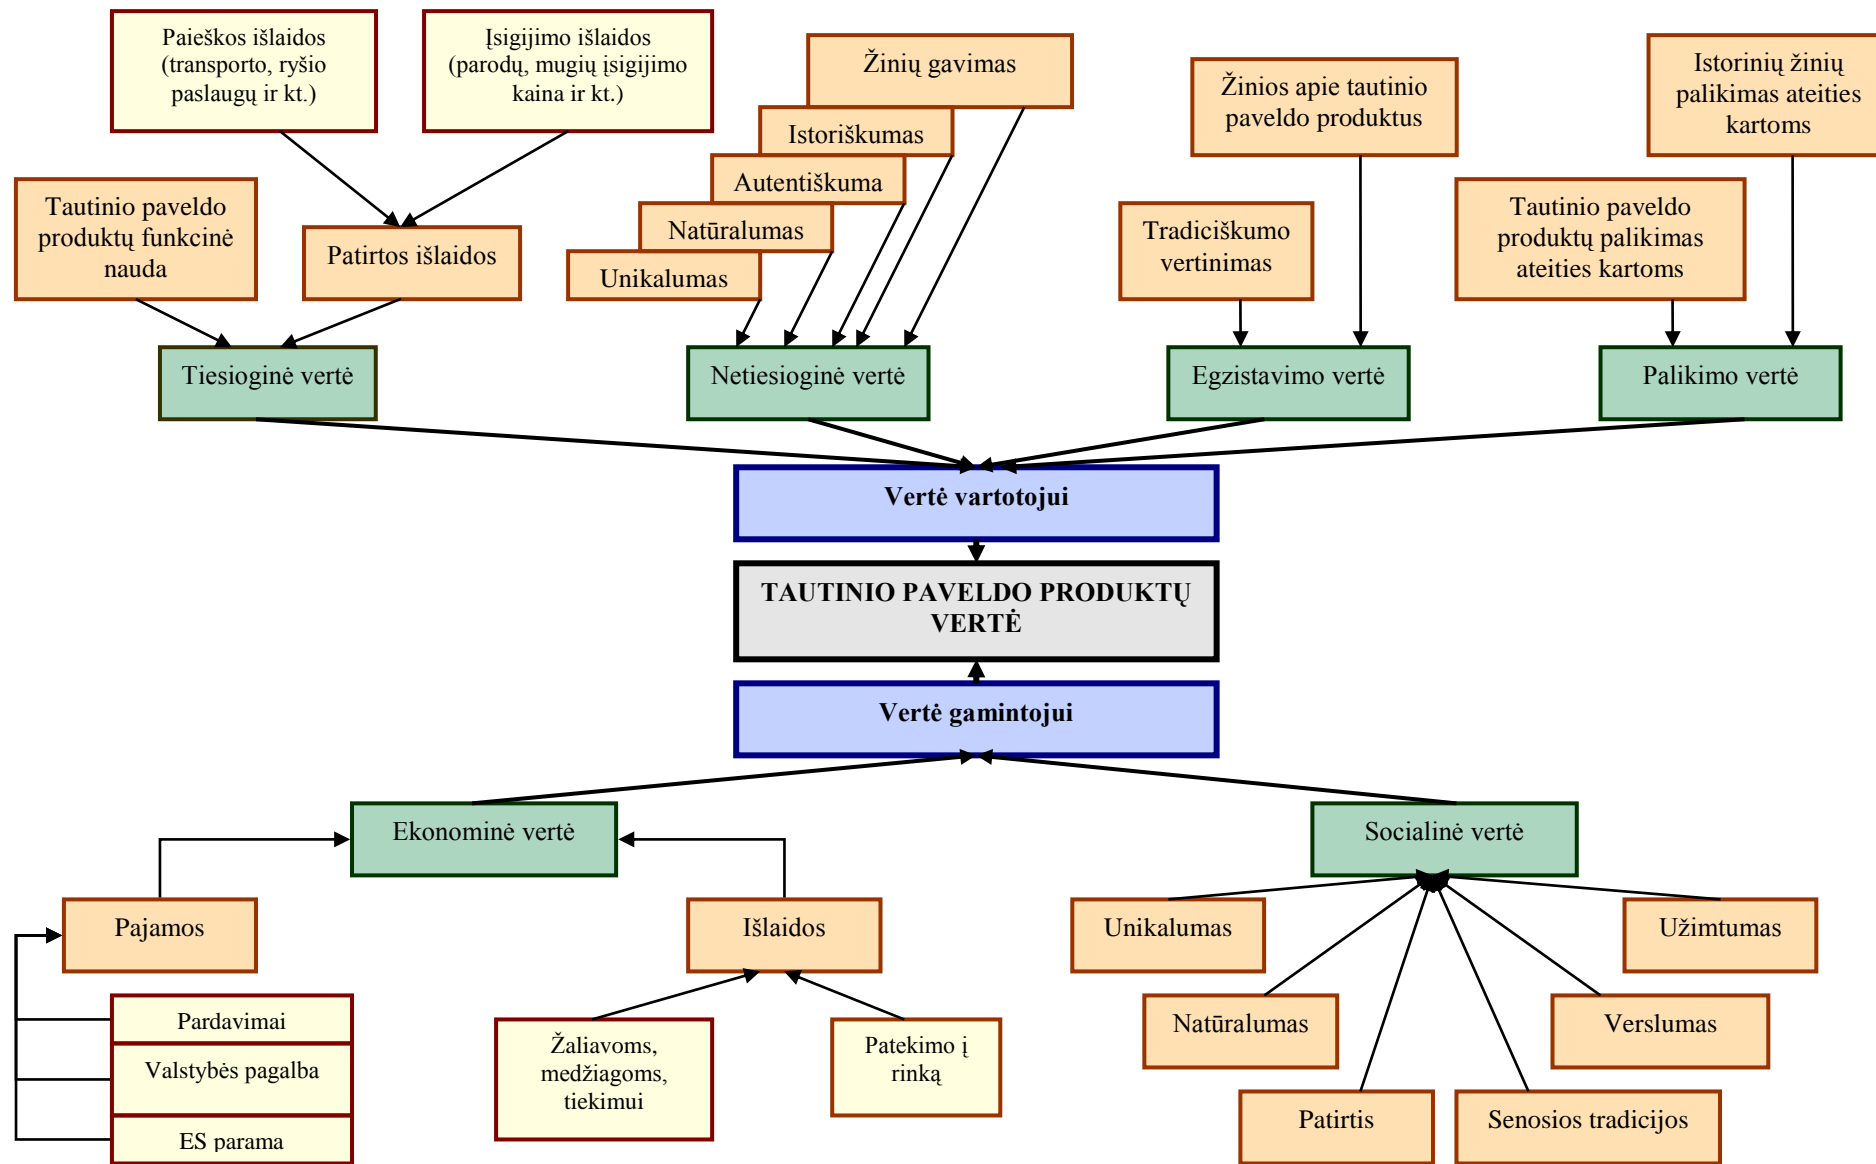 Paieškos išlaidos
(transporto, ryšio
paslaugų ir kt.)
Įsigijimo išlaidos
(parodų, mugių įsigijimo
kaina ir kt.)
Žinių gavimas
Istoriškumas
Autentiškuma
Natūralumas
Unikalumas
Žinios apie tautinio
paveldo produktus
Istorinių žinių
palikimas ateities
kartoms
Tautinio paveldo
produktų funkcinė
nauda
Patirtos išlaidos
Tradiciškumo
vertinimas
Tautinio paveldo
produktų palikimas
ateities kartoms
Tiesioginė vertė
Netiesioginė vertė
Egzistavimo vertė
Palikimo vertė
Vertė vartotojui
TAUTINIO PAVELDO PRODUKTŲ
VERTĖ
Vertė gamintojui
Ekonominė vertė
Socialinė vertė
Pajamos
Išlaidos
Unikalumas
Užimtumas
Pardavimai
Valstybės pagalba
ES parama
Žaliavoms,
medžiagoms,
tiekimui
Patekimo į
rinką
Natūralumas
Verslumas
Patirtis
Senosios tradicijos